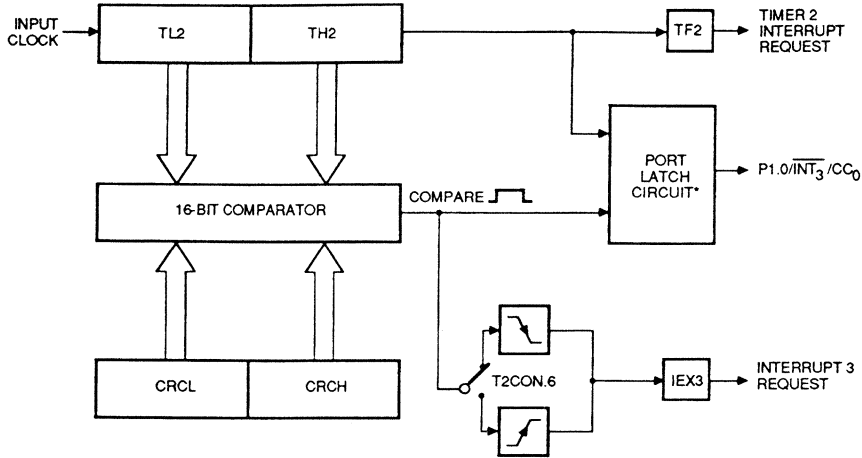 INPUT
CLOCK
TL2
TH2
TF2
TIMER 2
INTERRUPT
REQUEST
PORT
LATCH
CIRCUIT*
P1.0/INT3/CC0
16-BIT COMPARATOR
COMPARE
CRCL
CRCH
T2CON.6
IEX3
INTERRUPT 3
REQUEST